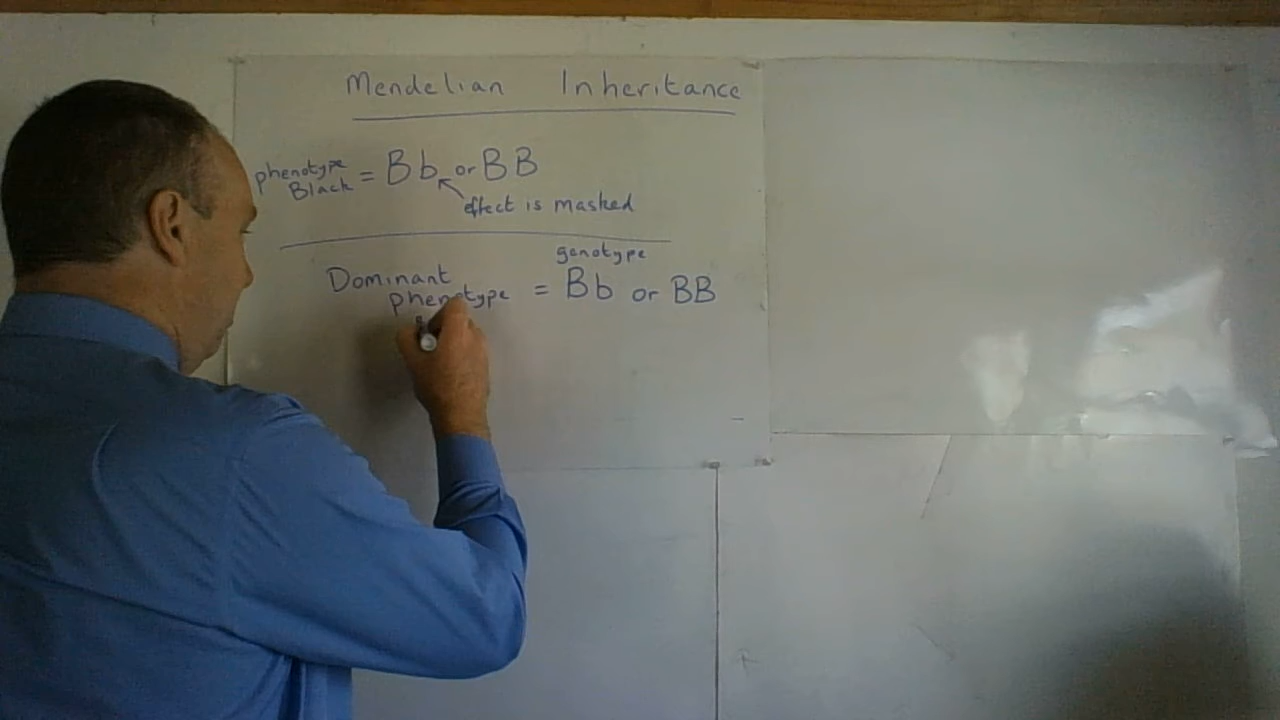 Mendelian Inheritance
phenotype
Black = Bb or BB
effect is masked
genotype
Dominant
phenotype = Bb or BB